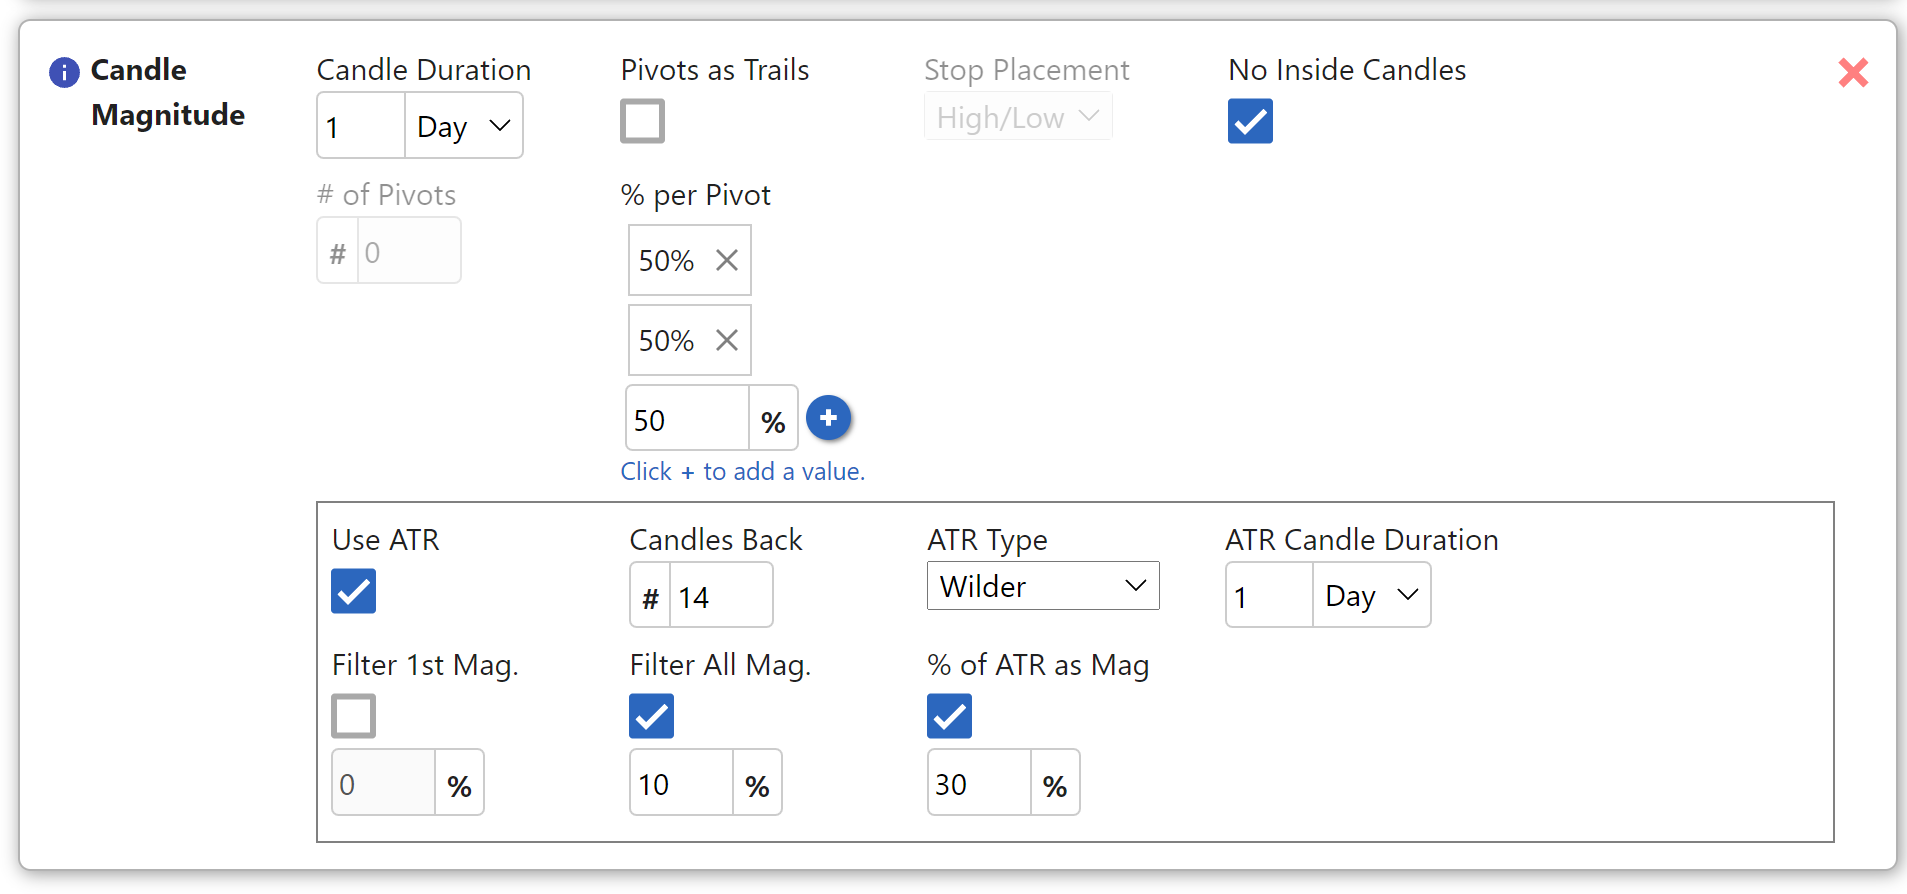 Candle Magnitude
Candle Duration
1
Day
Pivots as Trails
Stop Placement
High/Low
No Inside Candles
# of Pivots
# 0
% per Pivot
50%
50%
50 %
+
Click + to add a value.
Use ATR
Candles Back
# 14
ATR Type
Wilder
ATR Candle Duration
1
Day
Filter 1st Mag.
0 %
Filter All Mag.
10 %
% of ATR as Mag
30 %